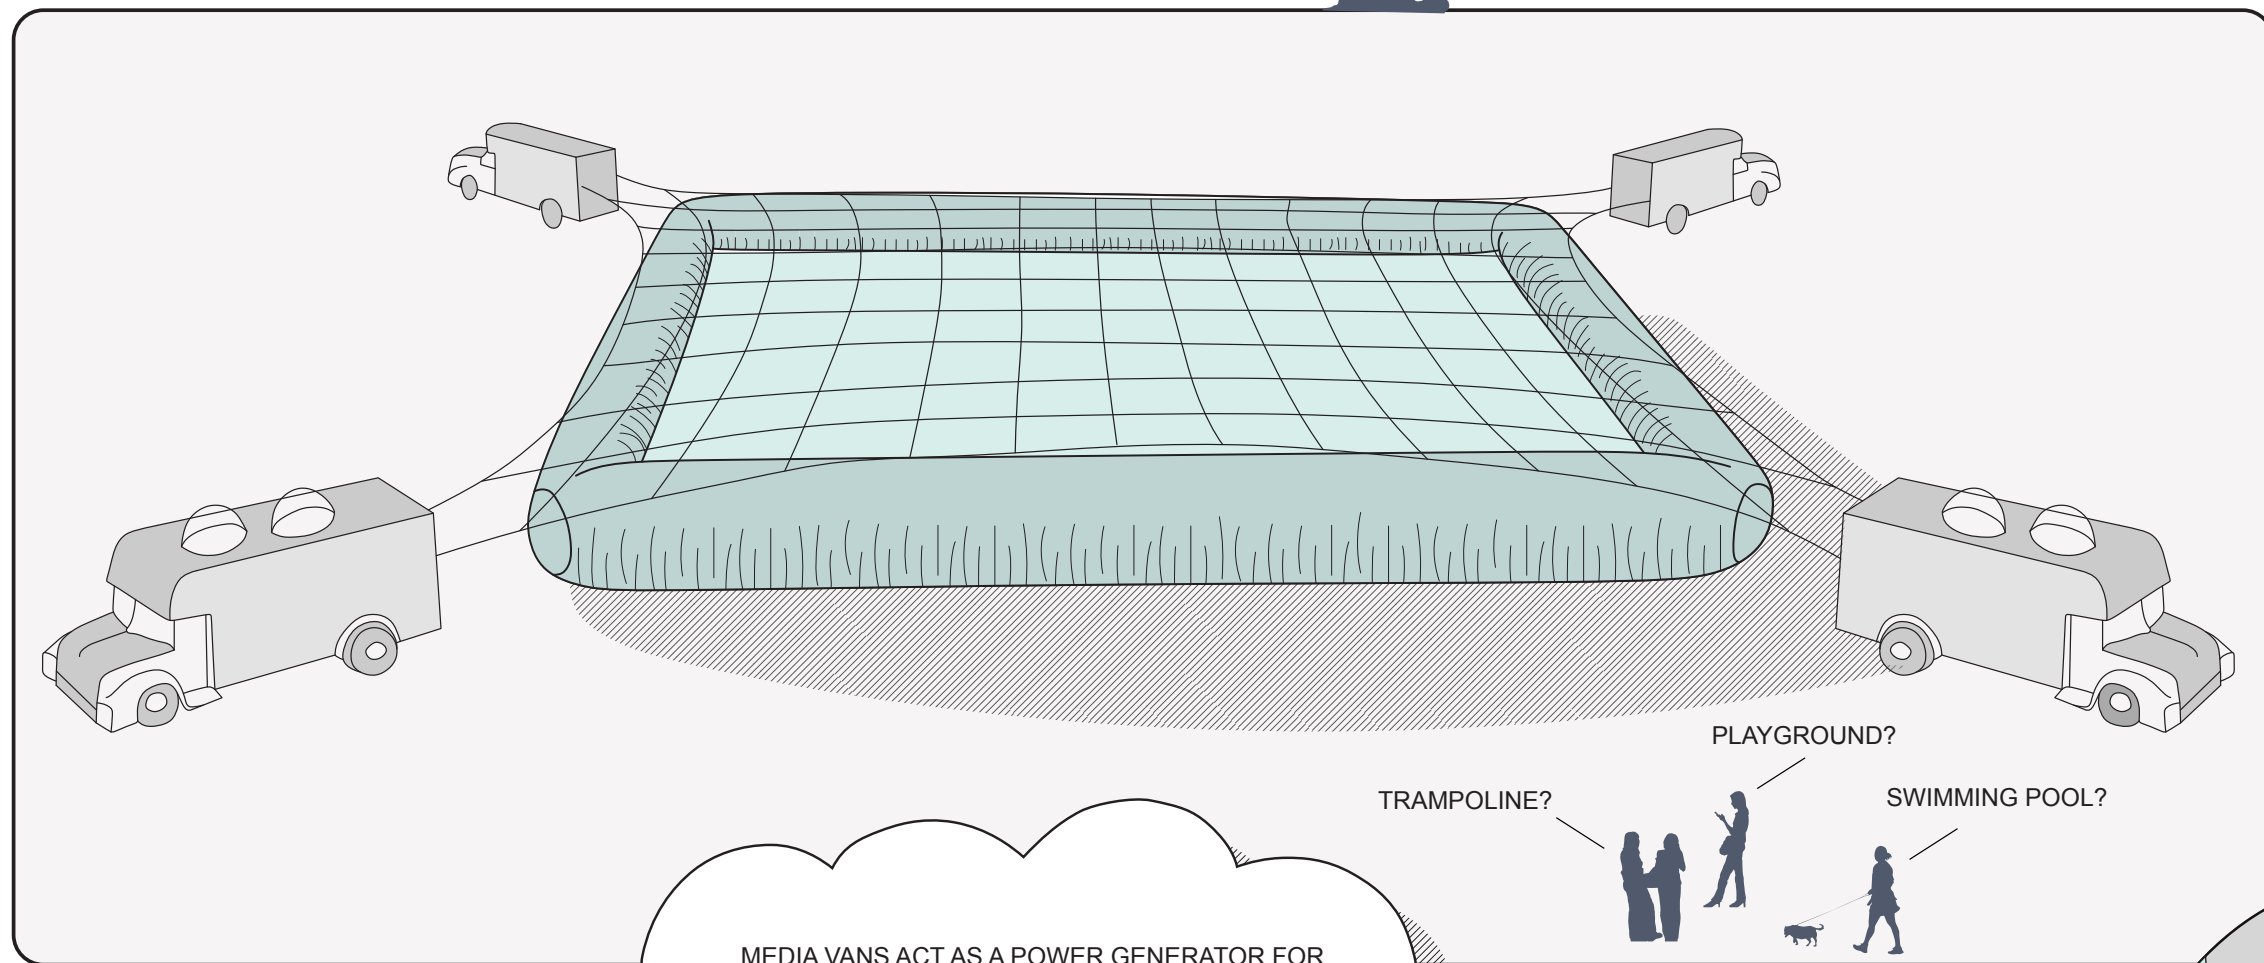 PLAYGROUND?
TRAMPOLINE?
SWIMMING POOL?
MEDIA VANS ACT AS A POWER GENERATOR FOR